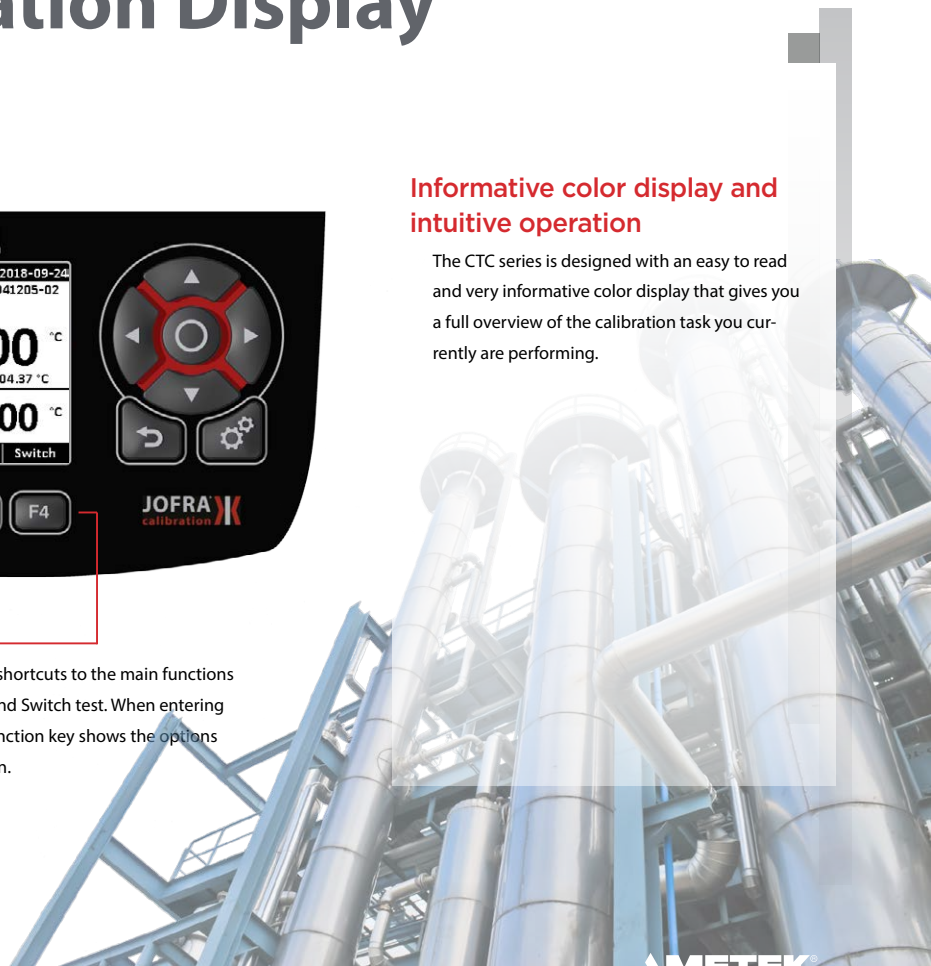 ation Display
Informative color display and
intuitive operation
The CTC series is designed with an easy to read
and very informative color display that gives you
a full overview of the calibration task you cur-
rently are performing.
2018-09-24
041205-02
00 °C
04.37 °C
00 °C
Switch
F4
JOFRA
calibration
shortcuts to the main functions
nd Switch test. When entering
nction key shows the options
n.
AMETEK®